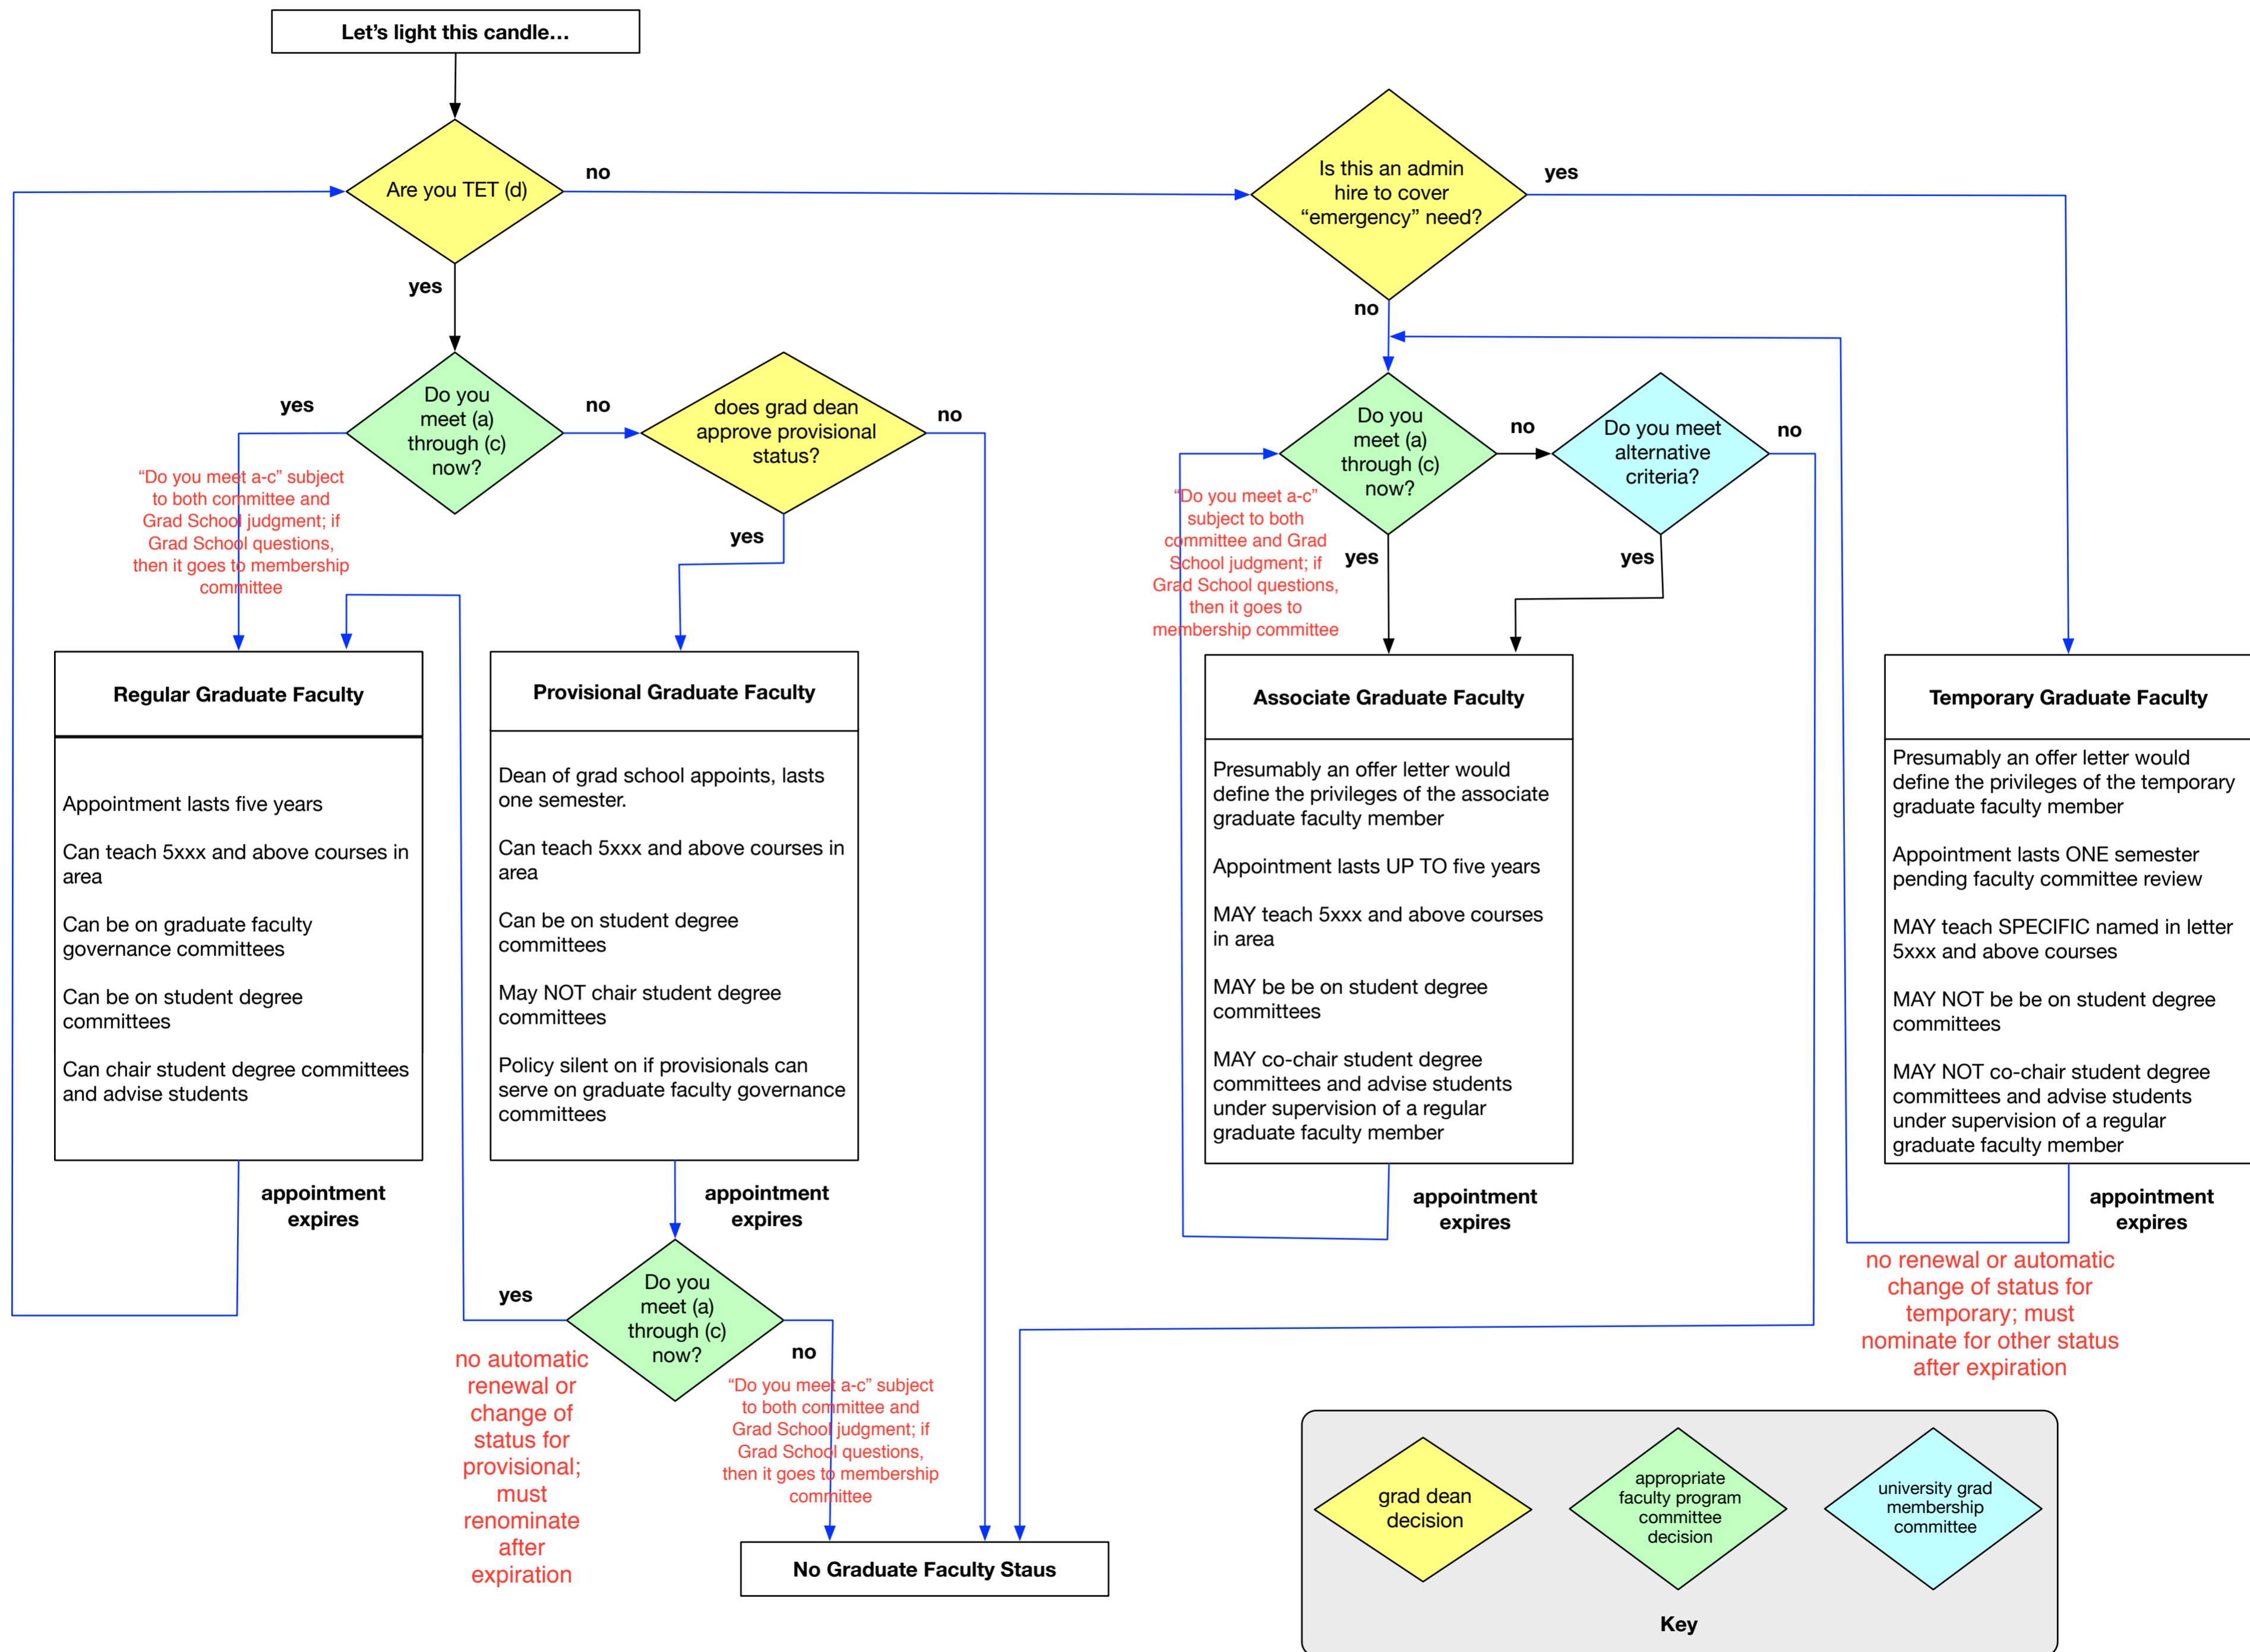 Let’s light this candle…
Are you TET (d)
no
yes
Is this an admin
hire to cover
“emergency” need?
yes
no
Do you
meet (a)
through (c)
now?
yes
no
“Do you meet a-c” subject
to both committee and
Grad School judgment; if
Grad School questions,
then it goes to membership
committee
does grad dean
approve provisional
status?
no
yes
Do you
meet (a)
through (c)
now?
no
yes
“Do you meet a-c”
subject to both
committee and Grad
School judgment; if
Grad School questions,
then it goes to
membership committee
Do you meet
alternative
criteria?
no
yes
Regular Graduate Faculty
Appointment lasts five years
Can teach 5xxx and above courses in
area
Can be on graduate faculty
governance committees
Can be on student degree
committees
Can chair student degree committees
and advise students
appointment
expires
Provisional Graduate Faculty
Dean of grad school appoints, lasts
one semester.
Can teach 5xxx and above courses in
area
Can be on student degree
committees
May NOT chair student degree
committees
Policy silent on if provisionals can
serve on graduate faculty governance
committees
appointment
expires
Associate Graduate Faculty
Presumably an offer letter would
define the privileges of the associate
graduate faculty member
Appointment lasts UP TO five years
MAY teach 5xxx and above courses
in area
MAY be be on student degree
committees
MAY co-chair student degree
committees and advise students
under supervision of a regular
graduate faculty member
appointment
expires
Temporary Graduate Faculty
Presumably an offer letter would
define the privileges of the temporary
graduate faculty member
Appointment lasts ONE semester
pending faculty committee review
MAY teach SPECIFIC named in letter
5xxx and above courses
MAY NOT be be on student degree
committees
MAY NOT co-chair student degree
committees and advise students
under supervision of a regular
graduate faculty member
appointment
expires
no renewal or automatic
change of status for
temporary; must
nominate for other status
after expiration
Do you
meet (a)
through (c)
now?
yes
no
no automatic
renewal or
change of
status for
provisional;
must
renominate
after
expiration
“Do you meet a-c” subject
to both committee and
Grad School judgment; if
Grad School questions,
then it goes to membership
committee
No Graduate Faculty Staus
grad dean
decision
appropriate
faculty program
committee
decision
university grad
membership
committee
Key